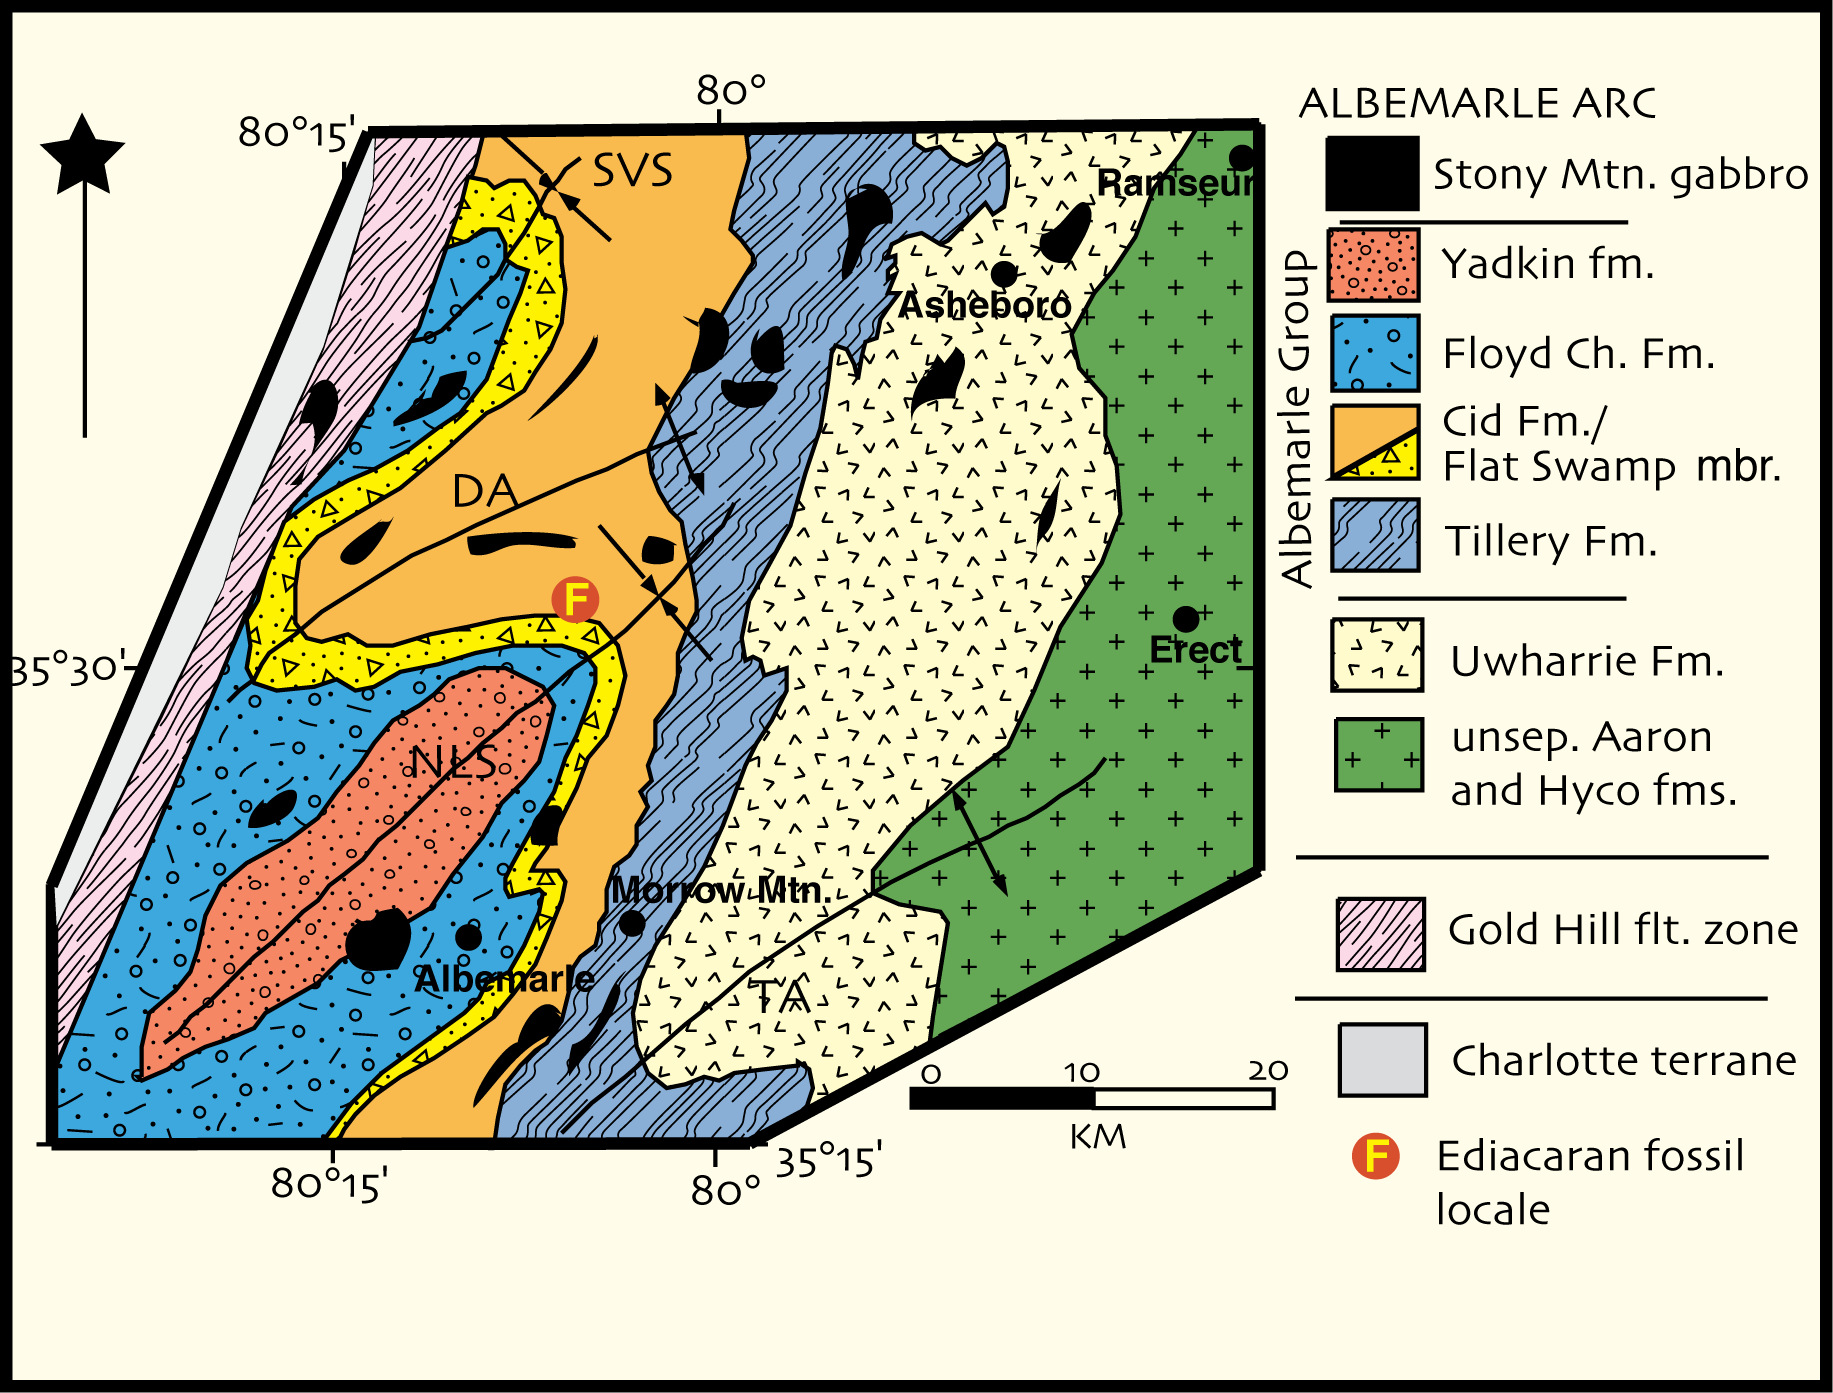 80°
80°15'
SVS
Ramseur
Asheboro
DA
F
Erect
35°30'
NLS
Morrow Mtn.
Albemarle
TA
0 10 20
KM
35°15'
80°15'
80°
ALBEMARLE ARC
Stony Mtn. gabbro
Albemarle Group
Yadkin fm.
Floyd Ch. Fm.
Cid Fm./
Flat Swamp mbr.
Tillery Fm.
Uwharrie Fm.
unsep. Aaron
and Hyco fms.
Gold Hill flt. zone
Charlotte terrane
F
Ediacaran fossil
locale